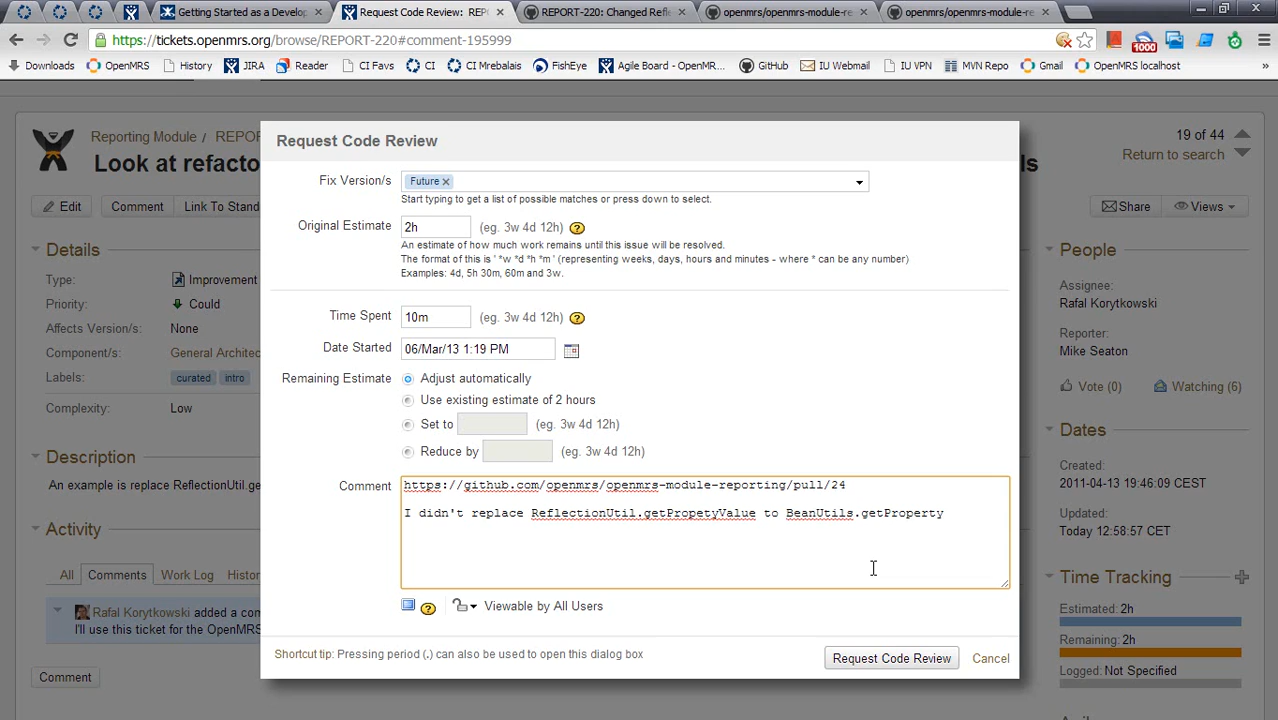 Getting Started as a Develop
Request Code Review: REP
REPORT-220: Changed Refle
openmrs/openmrs-module-re
openmrs/openmrs-module-re
https://tickets.openmrs.org/browse/REPORT-220#comment-195999
1000
Downloads
OpenMRS
History
JIRA
Reader
CI Favs
CI
CI Mrebalais
FishEye
Agile Board - OpenMR...
GitHub
IU Webmail
IU VPN
MVN Repo
Gmail
OpenMRS localhost
»
Reporting Module / REPO
Look at refacto
ls
19 of 44
Return to search
Edit
Comment
Link To Stand
Share
Views
Details
Type: Improvement
Priority: Could
Affects Version/s: None
Component/s: General Architec
Labels: curated intro
Complexity: Low
Description
An example is replace ReflectionUtil.ge
Activity
All Comments Work Log Histor
Rafal Korytkowski added a com
I'll use this ticket for the OpenMRS
Comment
Request Code Review
Fix Version/s
Future ×
Start typing to get a list of possible matches or press down to select.
Original Estimate 2h (eg. 3w 4d 12h) ?
An estimate of how much work remains until this issue will be resolved.
The format of this is ' *w *d *h *m ' (representing weeks, days, hours and minutes - where * can be any number)
Examples: 4d, 5h 30m, 60m and 3w.
Time Spent 10m (eg. 3w 4d 12h) ?
Date Started 06/Mar/13 1:19 PM
Remaining Estimate Adjust automatically
Use existing estimate of 2 hours
Set to (eg. 3w 4d 12h)
Reduce by (eg. 3w 4d 12h)
Comment
https://github.com/openmrs/openmrs-module-reporting/pull/24
I didn't replace ReflectionUtil.getPropetyValue to BeanUtils.getProperty
? Viewable by All Users
Shortcut tip: Pressing period (.) can also be used to open this dialog box
Request Code Review
Cancel
People
Assignee:
Rafal Korytkowski
Reporter:
Mike Seaton
Vote (0)
Watching (6)
Dates
Created:
2011-04-13 19:46:09 CEST
Updated:
Today 12:58:57 CET
Time Tracking
Estimated: 2h
Remaining: 2h
Logged: Not Specified